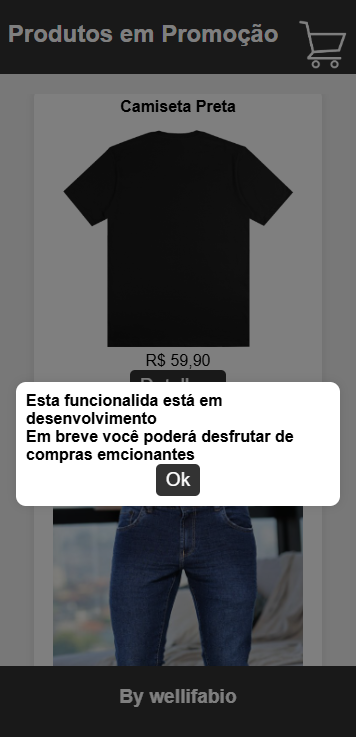 Produtos em Promoção
Camiseta Preta
R$ 59,90
Esta funcionalida está em
desenvolvimento
Em breve você poderá desfrutar de
compras emcionantes
Ok
By wellifabio